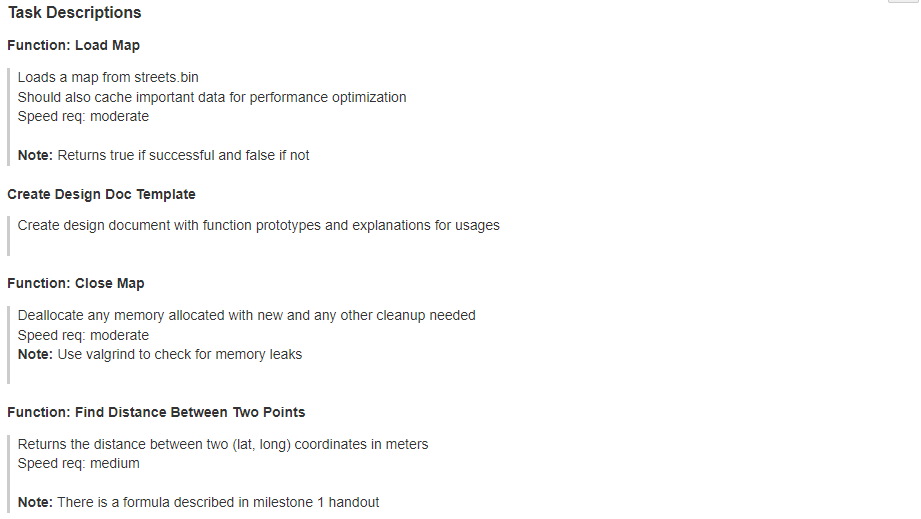 Task Descriptions
Function: Load Map
Loads a map from streets.bin
Should also cache important data for performance optimization
Speed req: moderate
Note: Returns true if successful and false if not
Create Design Doc Template
Create design document with function prototypes and explanations for usages
Function: Close Map
Deallocate any memory allocated with new and any other cleanup needed
Speed req: moderate
Note: Use valgrind to check for memory leaks
Function: Find Distance Between Two Points
Returns the distance between two (lat, long) coordinates in meters
Speed req: medium
Note: There is a formula described in milestone 1 handout